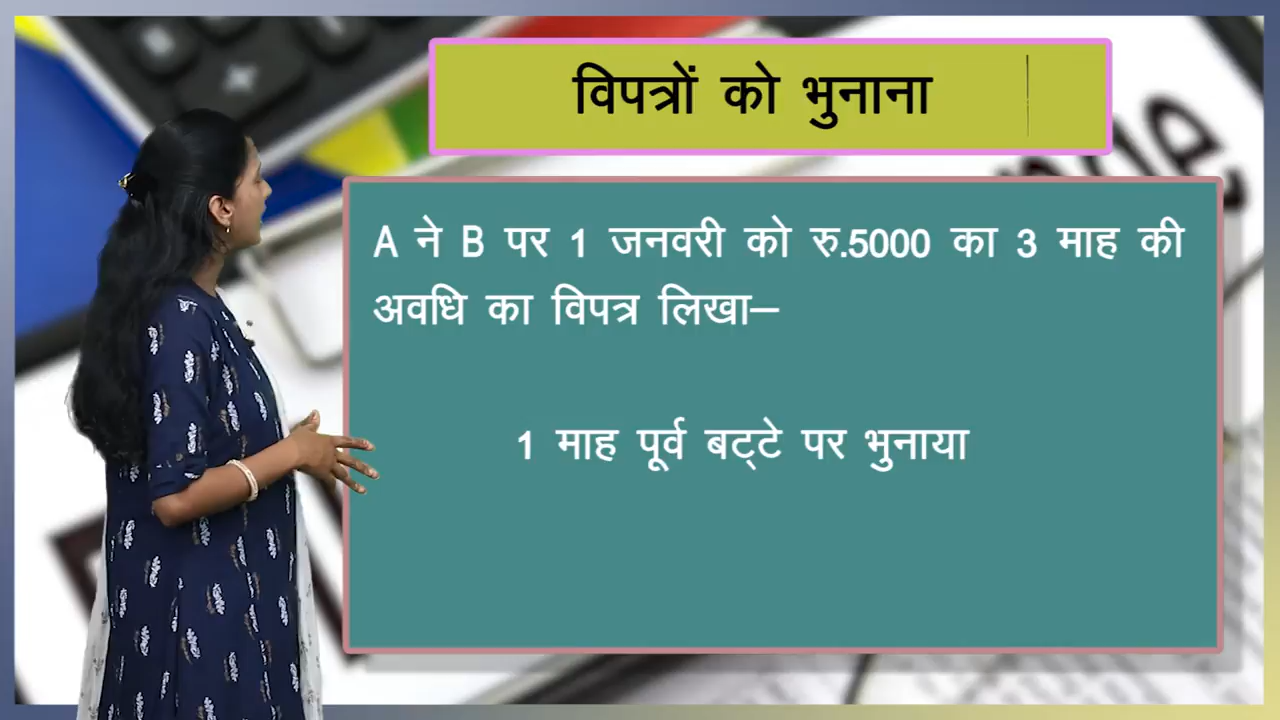 विपत्रों को भुनाना
A ने B पर 1 जनवरी को रु.5000 का 3 माह की
अवधि का विपत्र लिखा–
1 माह पूर्व बट्टे पर भुनाया